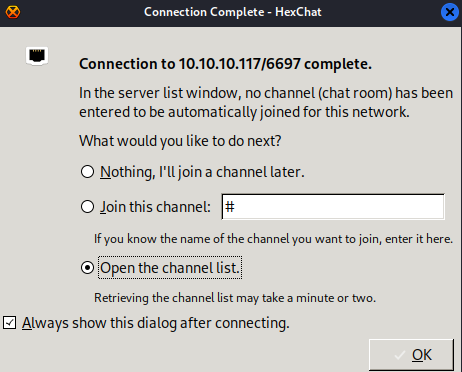 Connection Complete - HexChat
Connection to 10.10.10.117/6697 complete.
In the server list window, no channel (chat room) has been
entered to be automatically joined for this network.
What would you like to do next?
Nothing, I'll join a channel later.
Join this channel: #
If you know the name of the channel you want to join, enter it here.
Open the channel list.
Retrieving the channel list may take a minute or two.
Always show this dialog after connecting.
OK